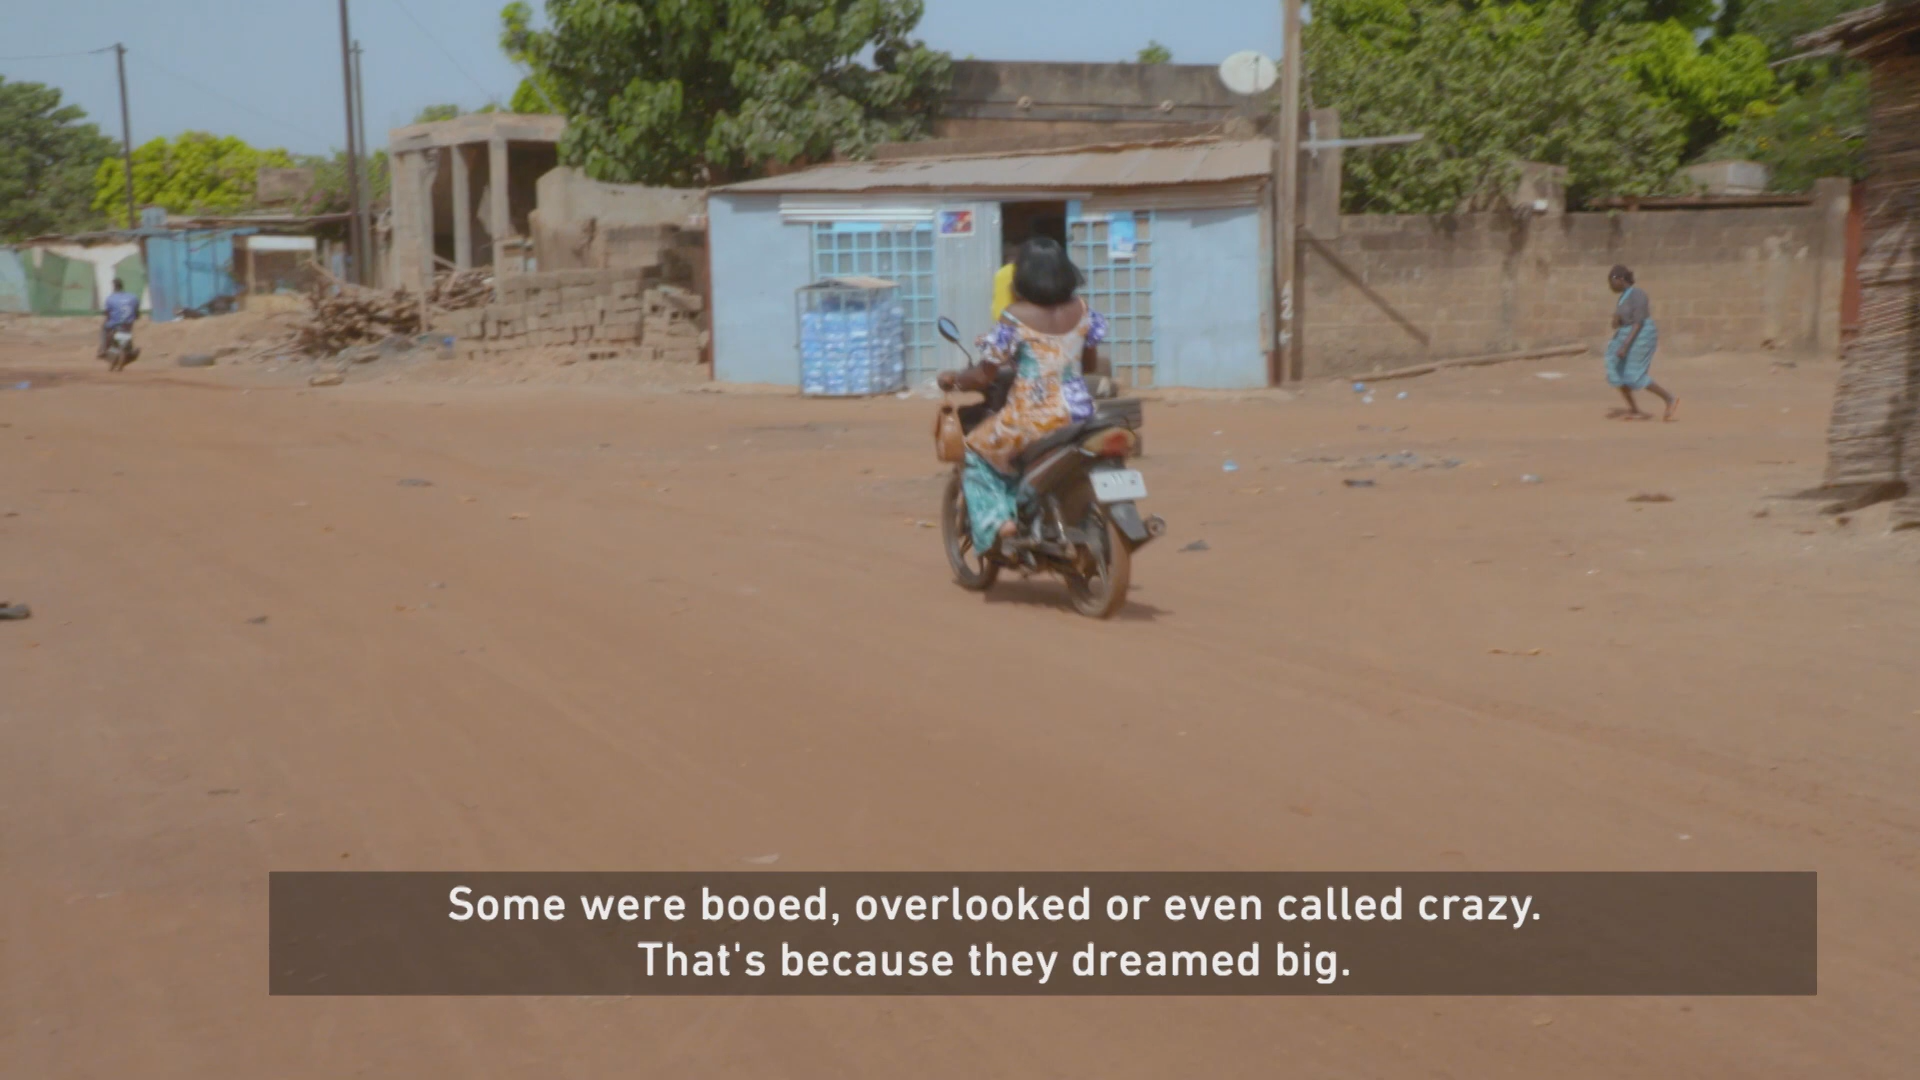 Some were booed, overlooked or even called crazy.
That's because they dreamed big.